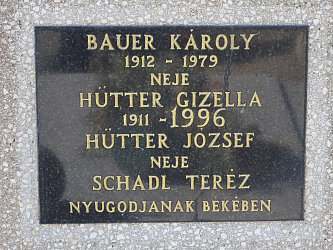 BAUER KÁROLY
1912 - 1979
NEJE
HÜTTER GIZELLA
1911 - 1996
HÜTTER JÓZSEF
NEJE
SCHADL TERÉZ
NYUGODJANAK BÉKÉBEN